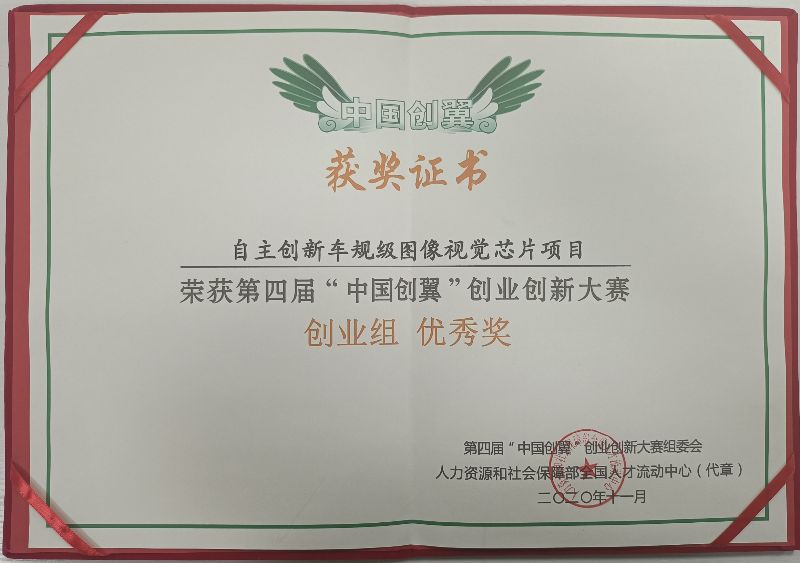 中国创翼
获奖证书
自主创新车规级图像视觉芯片项目
荣获第四届“中国创翼”创业创新大赛
创业组 优秀奖
第四届“中国创翼”创业创新大赛组委会
人力资源和社会保障部全国人才流动中心（代章）
二〇二〇年十一月